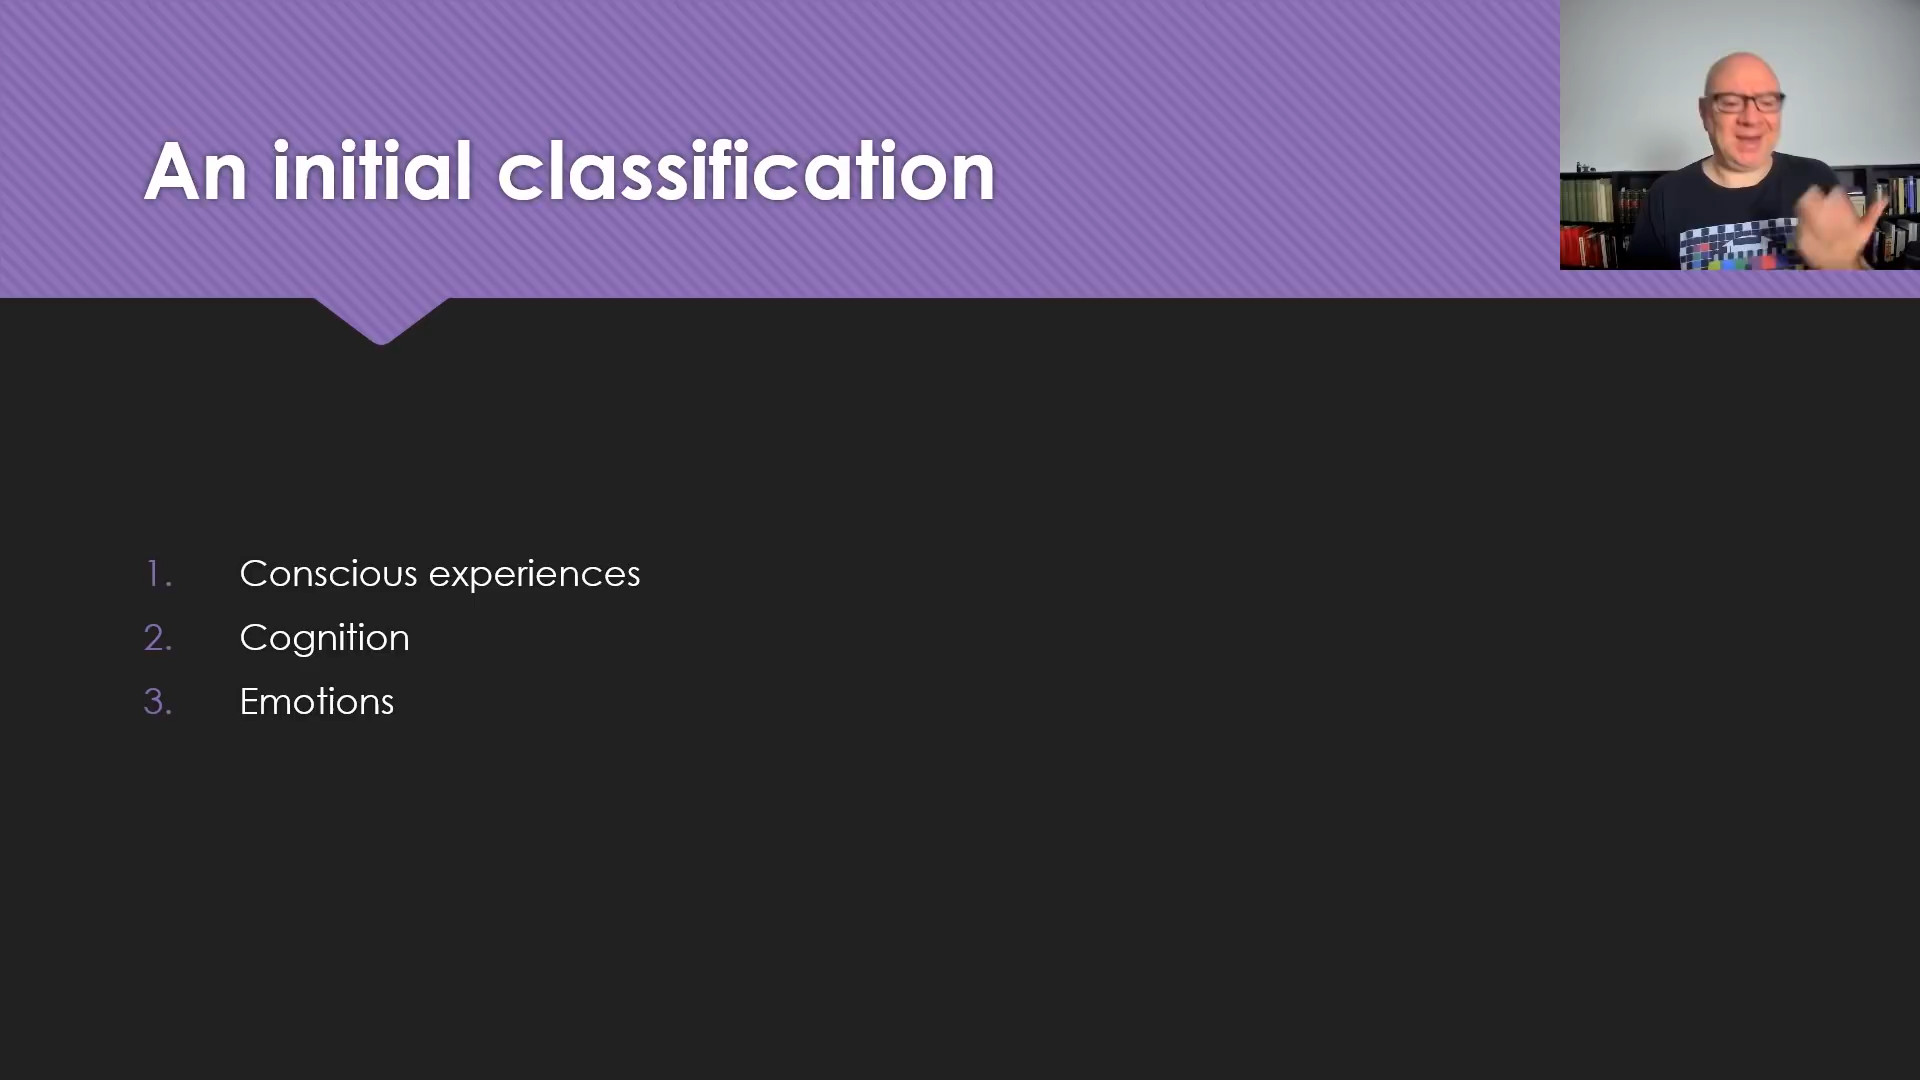 An initial classification
1. Conscious experiences
2. Cognition
3. Emotions